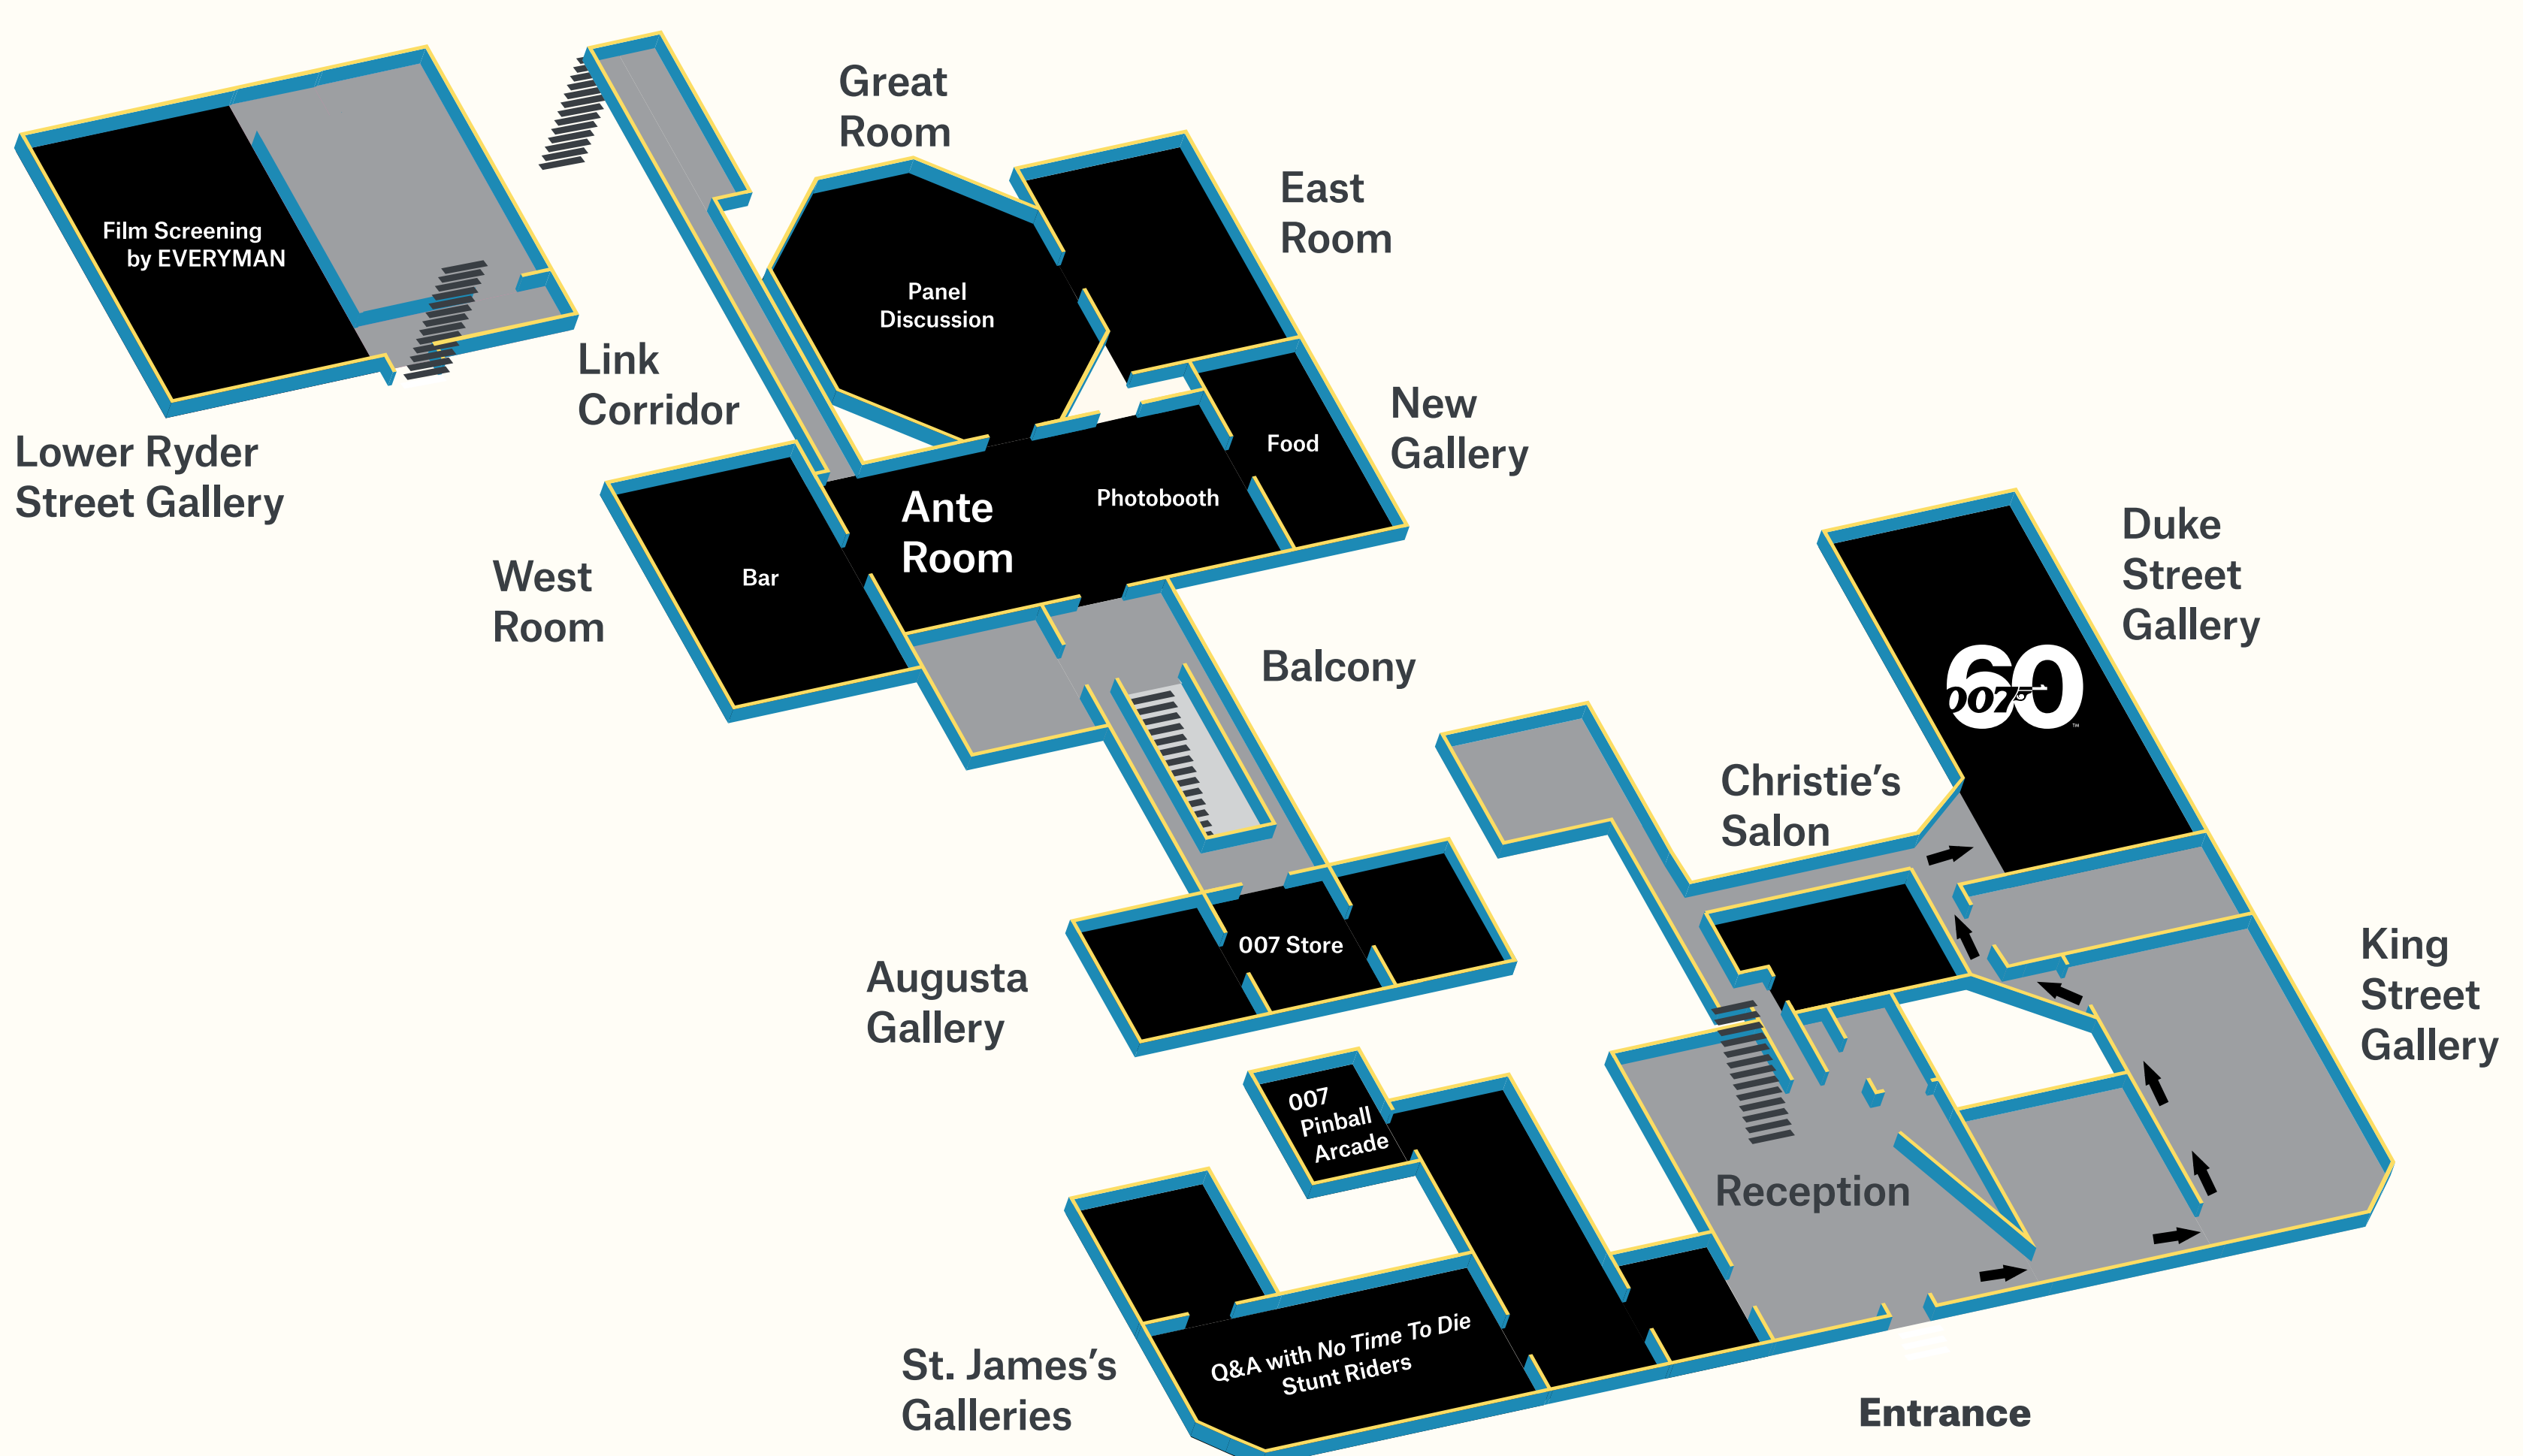 Great
Room
East
Room
Film Screening
by EVERYMAN
Panel
Discussion
Link
Corridor
New
Gallery
Food
Lower Ryder
Street Gallery
Ante
Room
Photobooth
West
Room
Bar
Balcony
Duke
Street
Gallery
60
007
™
Christie’s
Salon
Augusta
Gallery
007 Store
King
Street
Gallery
007
Pinball
Arcade
Reception
St. James’s
Galleries
Q&A with No Time To Die
Stunt Riders
Entrance